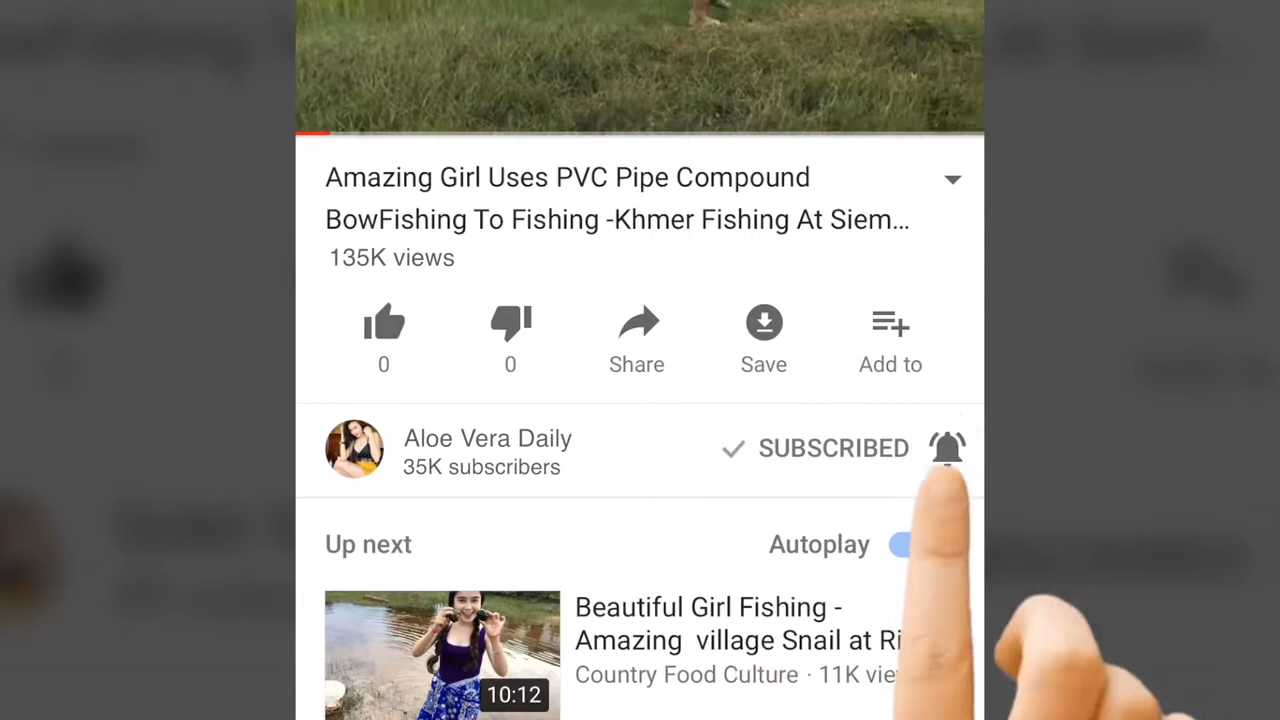 Amazing Girl Uses PVC Pipe Compound
BowFishing To Fishing -Khmer Fishing At Siem...
135K views
0
0
Share
Save
Add to
Aloe Vera Daily
35K subscribers
SUBSCRIBED
Up next
Autoplay
Beautiful Girl Fishing -
Amazing village Snail at Ri
Country Food Culture · 11K vie
10:12